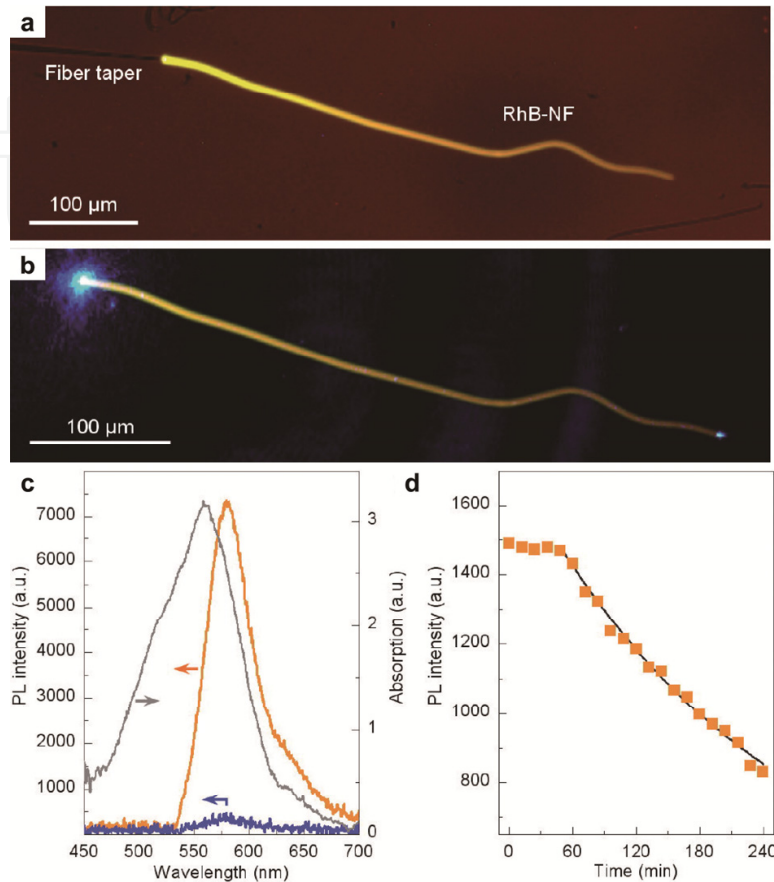 a
Fiber taper
RhB-NF
100 µm
b
100 µm
c
7000
6000
5000
4000
3000
2000
1000
PL intensity (a.u.)
3
2
1
0
Absorption (a.u.)
450 500 550 600 650 700
Wavelength (nm)
d
1600
1400
1200
1000
800
PL intensity (a.u.)
0 60 120 180 240
Time (min)